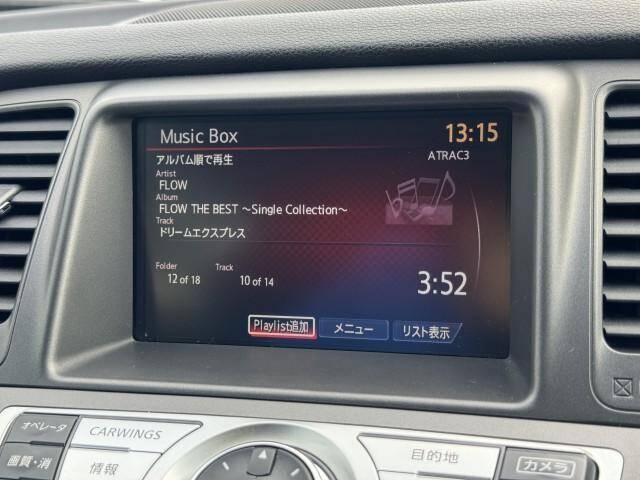 Music Box
13:15
アルバム順で再生
ATRAC3
Artist
FLOW
Album
FLOW THE BEST ～Single Collection～
Track
ドリームエクスプレス
Folder
Track
12 of 18
10 of 14
3:52
Playlist追加
メニュー
リスト表示
オペレータ
CARWINGS
画質・消
情報
目的地
カメラ